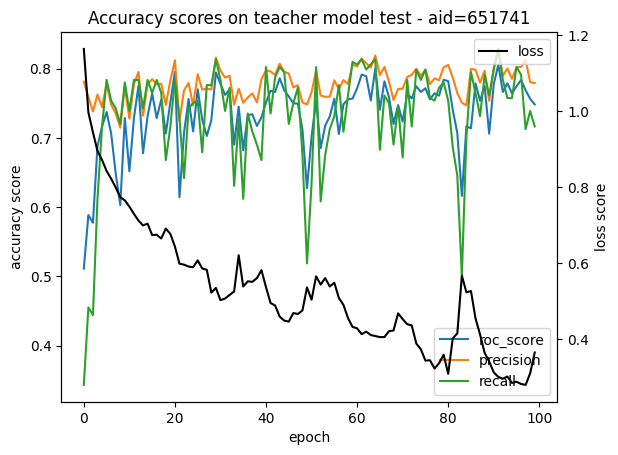 Accuracy scores on teacher model test - aid=651741
accuracy score
0.8
0.7
0.6
0.5
0.4
1.2
1.0
0.8
0.6
0.4
loss score
loss
roc_score
precision
recall
0 20 40 60 80 100
epoch